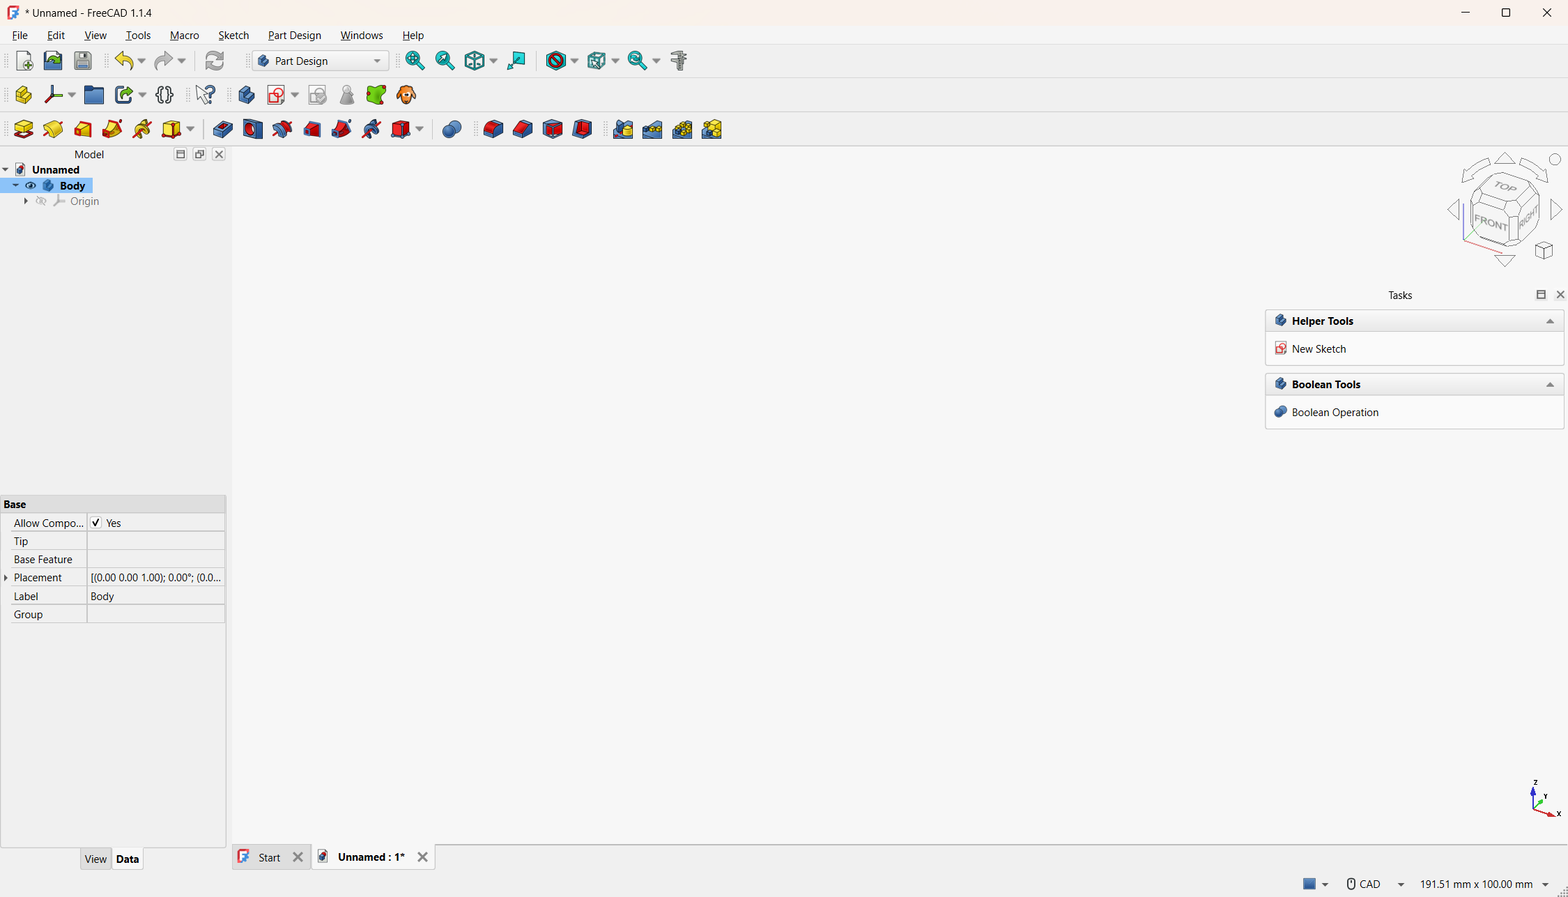 * Unnamed - FreeCAD 1.1.4
File Edit View Tools Macro Sketch Part Design Windows Help
Part Design
Model
Unnamed
Body
Origin
TOP
FRONT
RIGHT
Tasks
Helper Tools
New Sketch
Boolean Tools
Boolean Operation
Base
Allow Compo... Yes
Tip
Base Feature
Placement [(0.00 0.00 1.00); 0.00°; (0.0...
Label Body
Group
Z
Y
X
View Data
Start Unnamed : 1*
CAD 191.51 mm x 100.00 mm